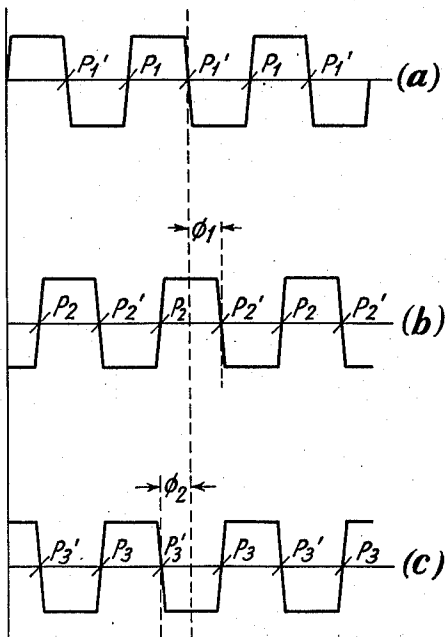 P₁' P₁ P₁' P₁ P₁' (a)
ϕ₁
P₂ P₂' P₂ P₂' P₂ P₂' (b)
ϕ₂
P₃' P₃ P₃' P₃ P₃' P₃ (c)